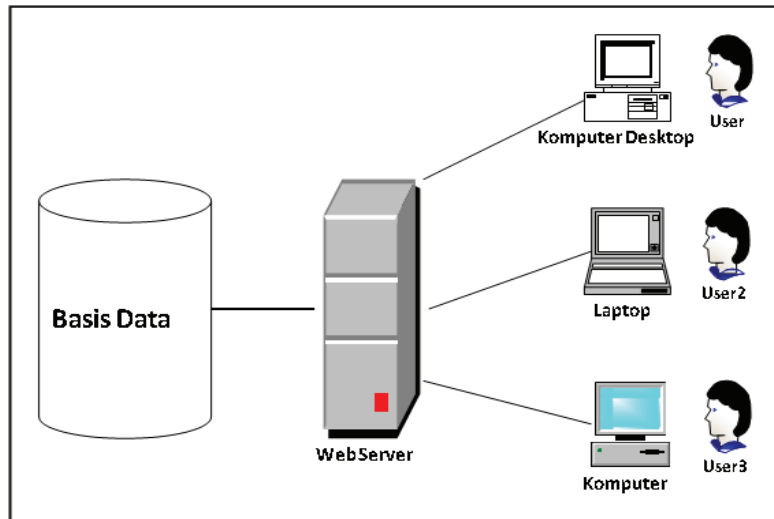 Komputer Desktop
User
Basis Data
WebServer
Laptop
User2
Komputer
User3